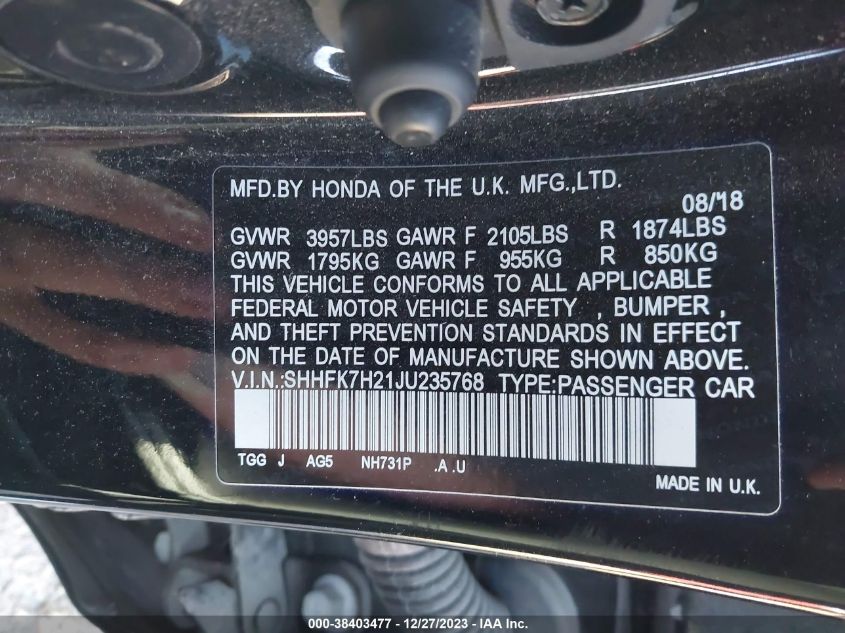 MFD.BY HONDA OF THE U.K. MFG.,LTD.
08/18
GVWR 3957LBS GAWR F 2105LBS R 1874LBS
GVWR 1795KG GAWR F 955KG R 850KG
THIS VEHICLE CONFORMS TO ALL APPLICABLE
FEDERAL MOTOR VEHICLE SAFETY , BUMPER ,
AND THEFT PREVENTION STANDARDS IN EFFECT
ON THE DATE OF MANUFACTURE SHOWN ABOVE.
V.I.N.:SHHFK7H21JU235768 TYPE:PASSENGER CAR
TGG J AG5 NH731P .A .U
MADE IN U.K.
000-38403477 - 12/27/2023 - IAA Inc.